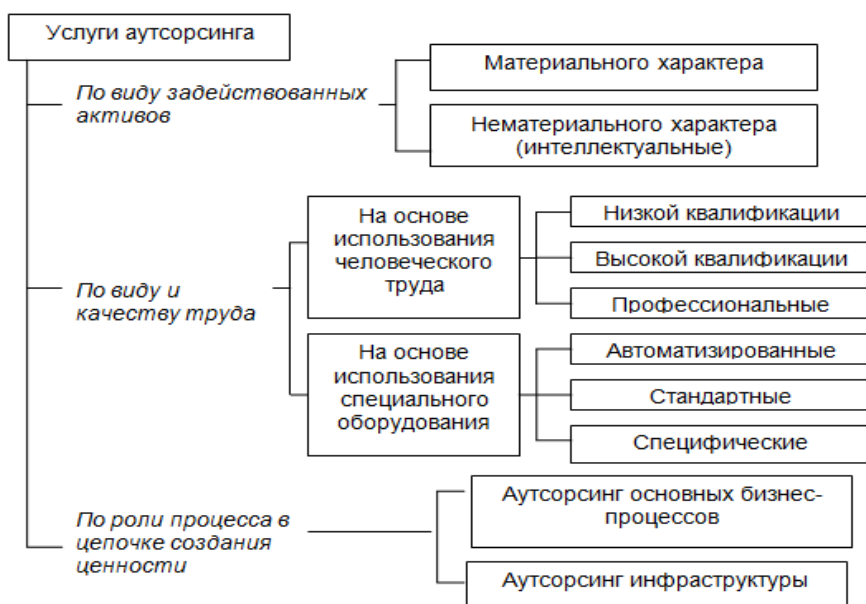 Услуги аутсорсинга
По виду задействованных
активов
Материального характера
Нематериального характера
(интеллектуальные)
По виду и
качеству труда
На основе
использования
человеческого
труда
Низкой квалификации
Высокой квалификации
Профессиональные
На основе
использования
специального
оборудования
Автоматизированные
Стандартные
Специфические
По роли процесса в
цепочке создания
ценности
Аутсорсинг основных бизнес-
процессов
Аутсорсинг инфраструктуры